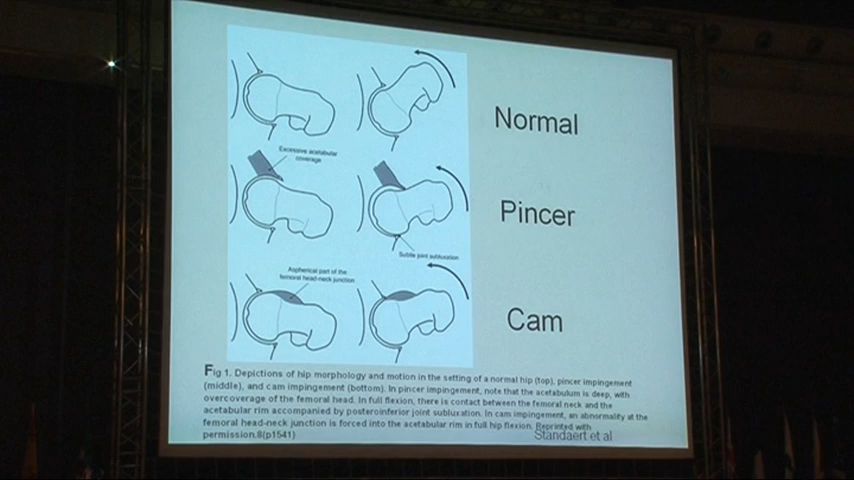 Normal
Excessive acetabular
coverage
Pincer
Subtle joint subluxation
Aspherical part of the
femoral head-neck junction
Cam
Fig 1. Depictions of hip morphology and motion in the setting of a normal hip (top), pincer impingement
(middle), and cam impingement (bottom). In pincer impingement, note that the acetabulum is deep, with
overcoverage of the femoral head. In full flexion, there is contact between the femoral neck and the
acetabular rim accompanied by posteroinferior joint subluxation. In cam impingement, an abnormality at the
femoral head-neck junction is forced into the acetabular rim in full hip flexion. Reprinted with
permission.8(p1541)
Standaert et al